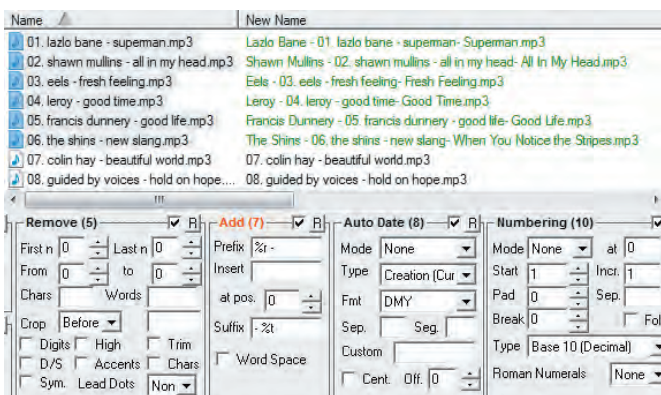 Name New Name
01. lazlo bane - superman.mp3 Lazlo Bane - 01. lazlo bane - superman- Superman.mp3
02. shawn mullins - all in my head.mp3 Shawn Mullins - 02. shawn mullins - all in my head- All In My Head.mp3
03. eels - fresh feeling.mp3 Eels - 03. eels - fresh feeling- Fresh Feeling.mp3
04. leroy - good time.mp3 Leroy - 04. leroy - good time- Good Time.mp3
05. francis dunnery - good life.mp3 Francis Dunnery - 05. francis dunnery - good life- Good Life.mp3
06. the shins - new slang.mp3 The Shins - 06. the shins - new slang- When You Notice the Stripes.mp3
07. colin hay - beautiful world.mp3 07. colin hay - beautiful world.mp3
08. guided by voices - hold on hope.... 08. guided by voices - hold on hope.mp3
Remove (5) R Add (7) R Auto Date (8) R Numbering (10)
First n 0 Last n 0 Prefix %r - Mode None Mode None at 0
From 0 to 0 Insert Type Creation (Cur Start 1 Incr. 1
Chars Words at pos. 0 Fmt DMY Pad 0 Sep.
Crop Before Suffix - %t Sep. Seg. Break 0 Fol
Digits High Trim Word Space Custom Type Base 10 (Decimal)
D/S Accents Chars Cent. Off. 0 Roman Numerals None
Sym. Lead Dots Non